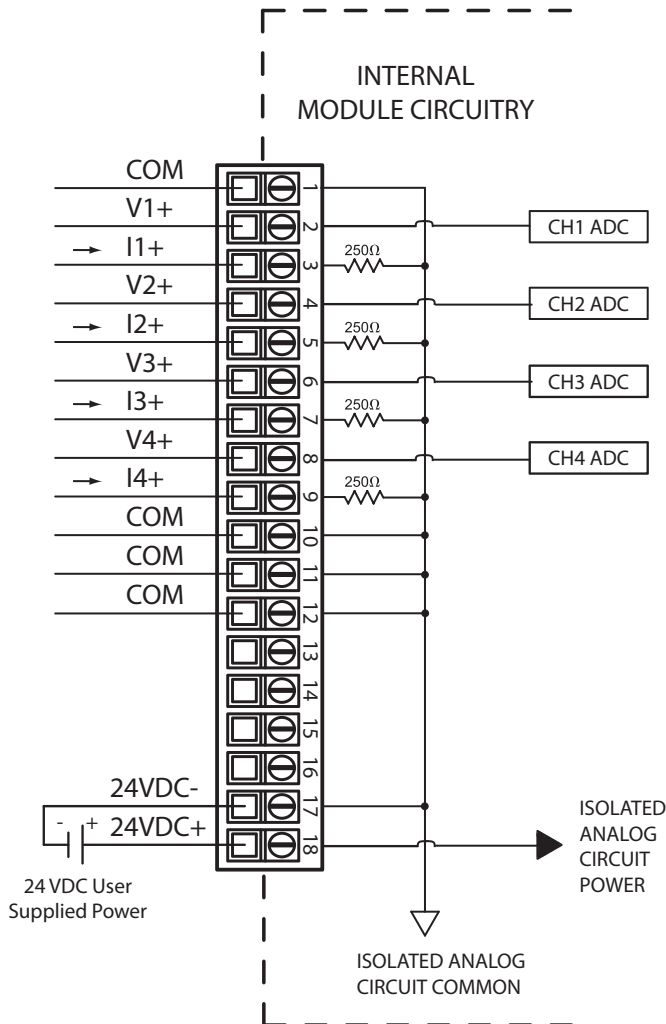 INTERNAL
MODULE CIRCUITRY
COM
1
V1+
2
CH1 ADC
I1+
3
250Ω
V2+
4
CH2 ADC
I2+
5
250Ω
V3+
6
CH3 ADC
I3+
7
250Ω
V4+
8
CH4 ADC
I4+
9
250Ω
COM
10
COM
11
COM
12
13
14
15
16
24VDC-
17
- +
24VDC+
18
24 VDC User
Supplied Power
ISOLATED
ANALOG
CIRCUIT
POWER
ISOLATED ANALOG
CIRCUIT COMMON